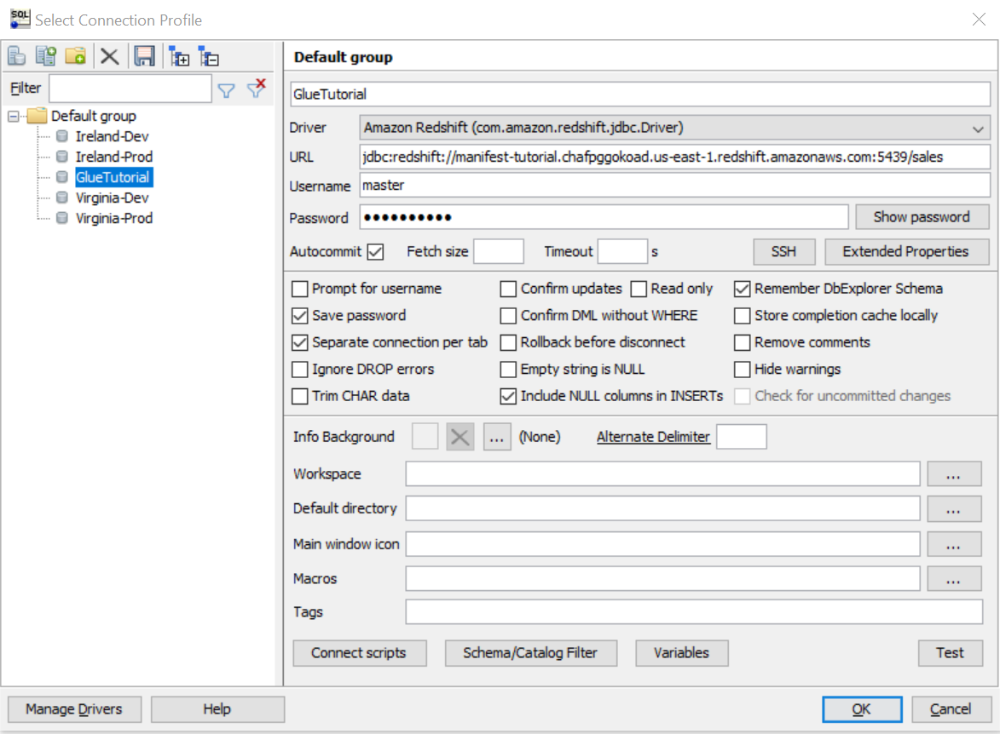 SQL Select Connection Profile
Filter
Default group
Ireland-Dev
Ireland-Prod
GlueTutorial
Virginia-Dev
Virginia-Prod
Default group
GlueTutorial
Driver Amazon Redshift (com.amazon.redshift.jdbc.Driver)
URL jdbc:redshift://manifest-tutorial.chafpggokoad.us-east-1.redshift.amazonaws.com:5439/sales
Username master
Password •••••••••• Show password
Autocommit Fetch size Timeout s SSH Extended Properties
Prompt for username Confirm updates Read only Remember DbExplorer Schema
Save password Confirm DML without WHERE Store completion cache locally
Separate connection per tab Rollback before disconnect Remove comments
Ignore DROP errors Empty string is NULL Hide warnings
Trim CHAR data Include NULL columns in INSERTs Check for uncommitted changes
Info Background ... (None) Alternate Delimiter
Workspace ...
Default directory ...
Main window icon ...
Macros ...
Tags
Connect scripts Schema/Catalog Filter Variables Test
Manage Drivers Help OK Cancel